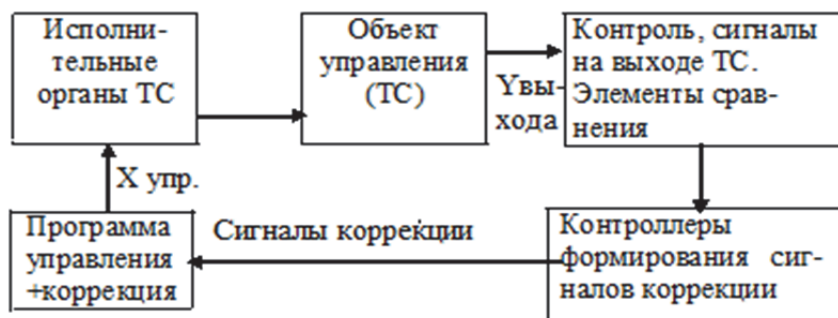 Исполни-
тельные
органы ТС
Объект
управления
(ТС)
Yвы-
хода
Контроль, сигналы
на выходе ТС.
Элементы срав-
нения
X упр.
Программа
управления
+коррекция
Сигналы коррекции
Контроллеры
формирования сиг-
налов коррекции